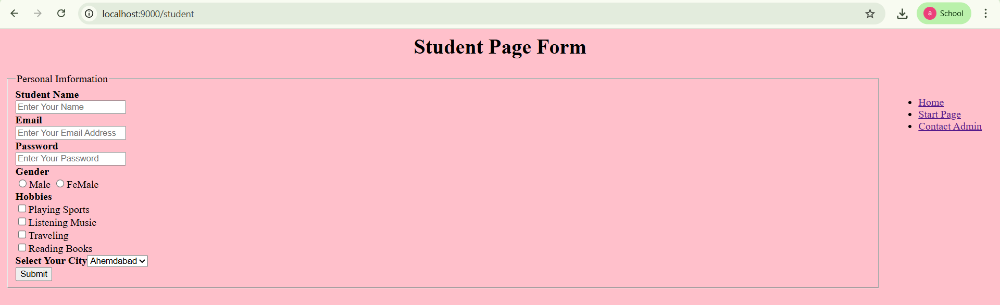 localhost:9000/student
a School
Student Page Form
Personal Imformation
Student Name
Enter Your Name
Email
Enter Your Email Address
Password
Enter Your Password
Gender
Male FeMale
Hobbies
Playing Sports
Listening Music
Traveling
Reading Books
Select Your City Ahemdabad
Submit
Home
Start Page
Contact Admin